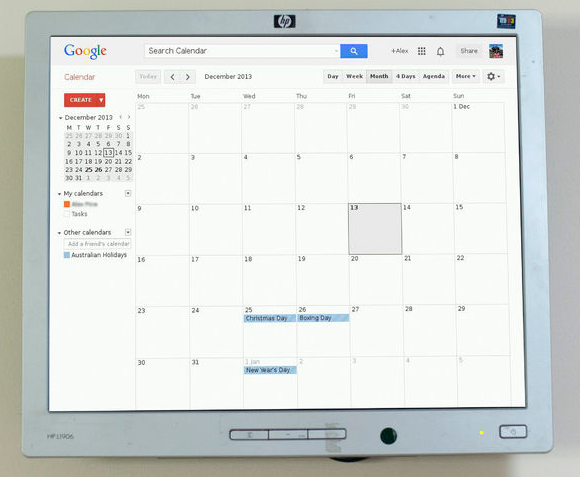 hp
Google
Search Calendar
+Alex
Share
Calendar
Today
December 2013
Day
Week
Month
4 Days
Agenda
More
CREATE
December 2013
M T W T F S S
25 26 27 28 29 30 1
2 3 4 5 6 7 8
9 10 11 12 13 14 15
16 17 18 19 20 21 22
23 24 25 26 27 28 29
30 31 1 2 3 4 5
My calendars
Tasks
Other calendars
Add a friend's calendar
Australian Holidays
Mon Tue Wed Thu Fri Sat Sun
25 26 27 28 29 30 1 Dec
2 3 4 5 6 7 8
9 10 11 12 13 14 15
16 17 18 19 20 21 22
23 24 25 26 27 28 29
Christmas Day Boxing Day
30 31 1 Jan 2 3 4 5
New Year's Day
HP L1906